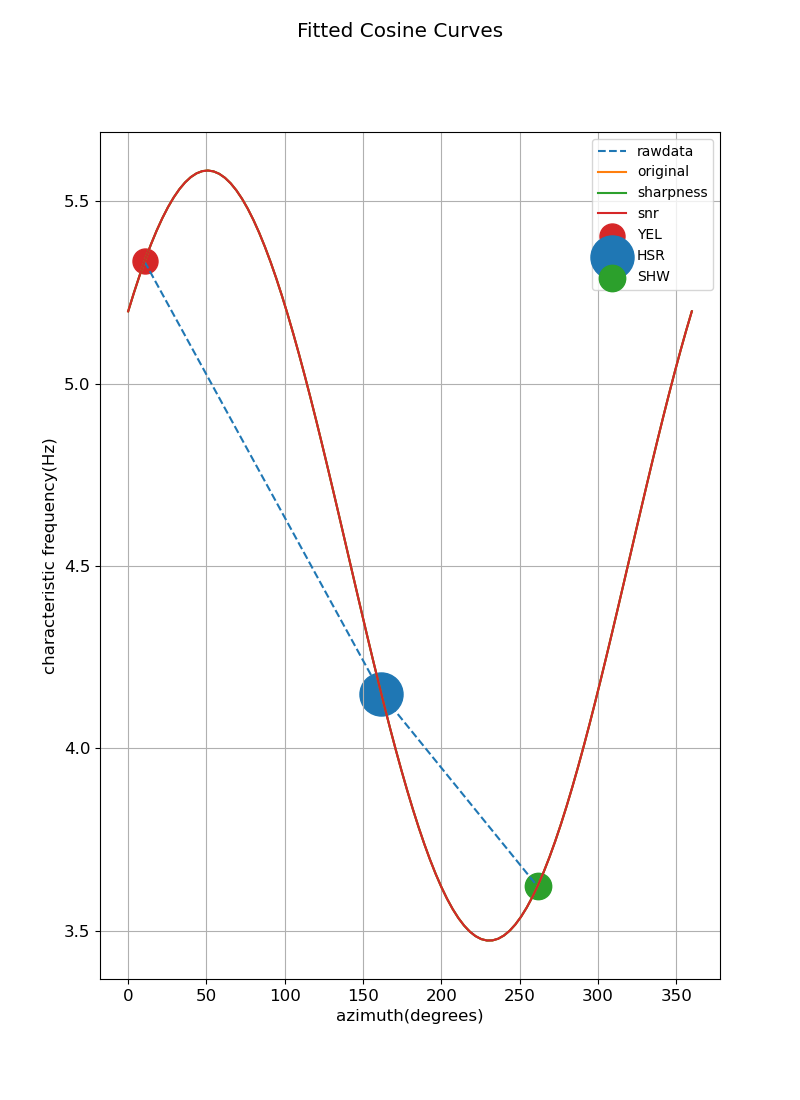 Fitted Cosine Curves
rawdata
original
sharpness
snr
YEL
HSR
SHW
5.5
5.0
4.5
4.0
3.5
characteristic frequency(Hz)
0 50 100 150 200 250 300 350
azimuth(degrees)